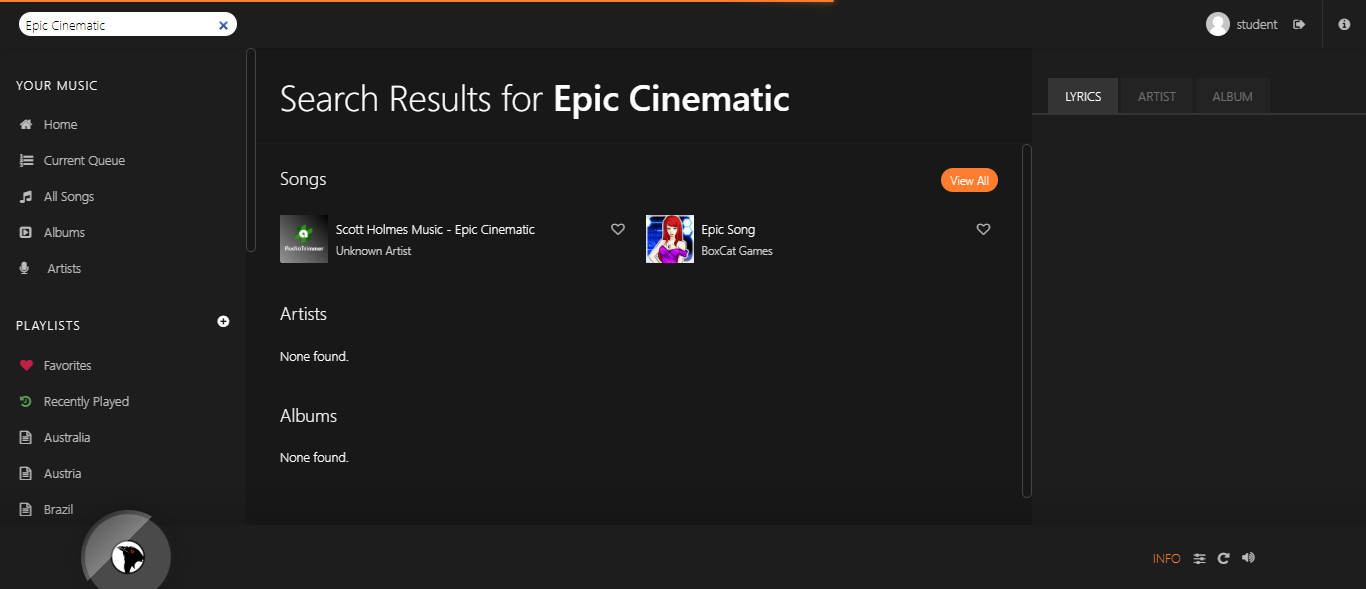 Epic Cinematic
student
YOUR MUSIC
Home
Current Queue
All Songs
Albums
Artists
PLAYLISTS
Favorites
Recently Played
Australia
Austria
Brazil
Search Results for Epic Cinematic
Songs
View All
AudioTrimmer
Scott Holmes Music - Epic Cinematic
Unknown Artist
Epic Song
BoxCat Games
Artists
None found.
Albums
None found.
LYRICS
ARTIST
ALBUM
INFO